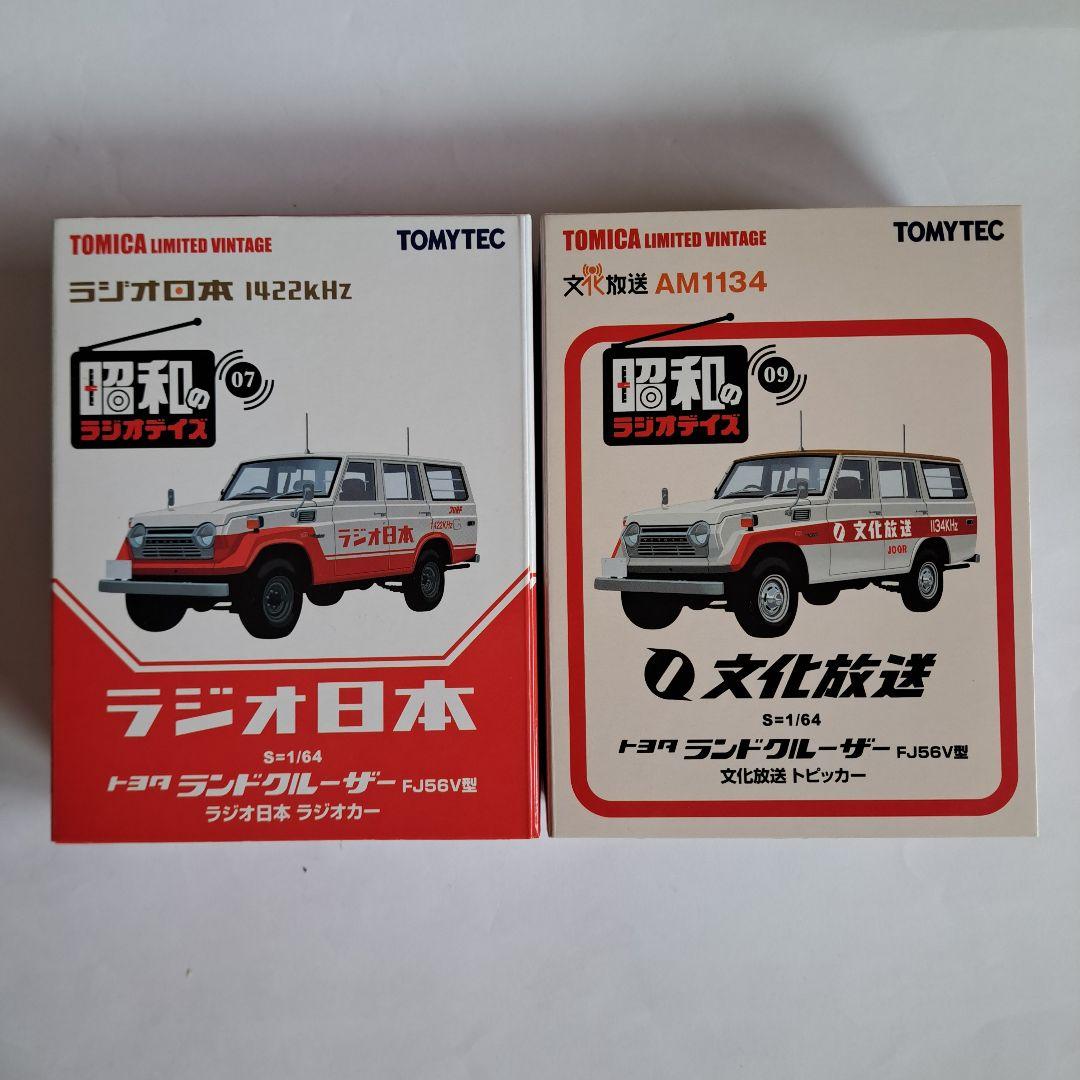 TOMICA LIMITED VINTAGE
TOMYTEC
ラジオ日本 1422kHz
昭和の
ラジオデイズ
07
JORF
1422KHz
ラジオ日本
ラジオ日本
S=1/64
トヨタ ランドクルーザー FJ56V型
ラジオ日本 ラジオカー
TOMICA LIMITED VINTAGE
TOMYTEC
文化放送 AM1134
昭和の
ラジオデイズ
09
文化放送
1134KHz
JOQR
文化放送
S=1/64
トヨタ ランドクルーザー FJ56V型
文化放送 トピッカー